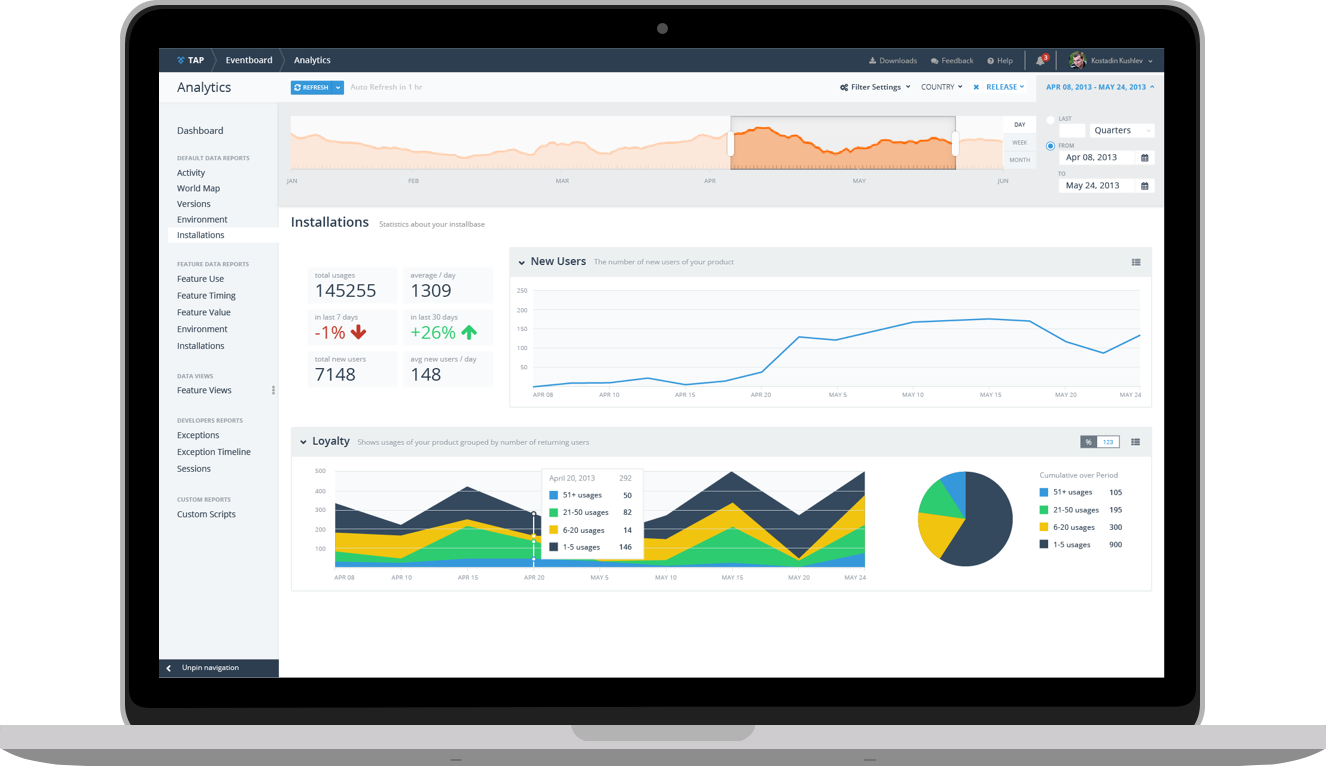 TAP Eventboard Analytics Downloads Feedback Help 3 Kostadin Kushlev
Analytics REFRESH Auto Refresh in 1 hr Filter Settings COUNTRY RELEASE APR 08, 2013 - MAY 24, 2013
DAY
WEEK
MONTH
JAN FEB MAR APR MAY JUN
LAST
Quarters
FROM
Apr 08, 2013
TO
May 24, 2013
Dashboard
DEFAULT DATA REPORTS
Activity
World Map
Versions
Environment
Installations
FEATURE DATA REPORTS
Feature Use
Feature Timing
Feature Value
Environment
Installations
DATA VIEWS
Feature Views
DEVELOPERS REPORTS
Exceptions
Exception Timeline
Sessions
CUSTOM REPORTS
Custom Scripts
Unpin navigation
Installations Statistics about your installbase
total usages
145255
average / day
1309
in last 7 days
-1%
in last 30 days
+26%
total new users
7148
avg new users / day
148
New Users The number of new users of your product
250
200
150
100
50
APR 08 APR 10 APR 15 APR 20 MAY 5 MAY 10 MAY 15 MAY 20 MAY 24
Loyalty Shows usages of your product grouped by number of returning users % 123
500
400
300
200
100
APR 08 APR 10 APR 15 APR 20 MAY 5 MAY 10 MAY 15 MAY 20 MAY 24
April 20, 2013 292
51+ usages 50
21-50 usages 82
6-20 usages 14
1-5 usages 146
Cumulative over Period
51+ usages 105
21-50 usages 195
6-20 usages 300
1-5 usages 900